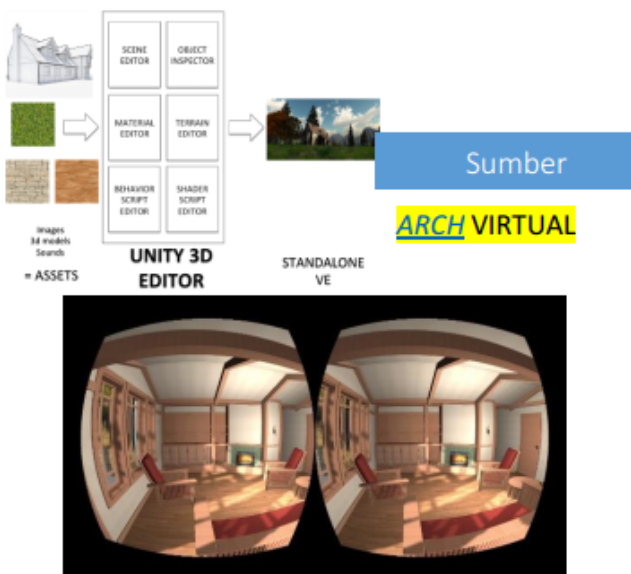 SCENE
EDITOR
OBJECT
INSPECTOR
MATERIAL
EDITOR
TERRAIN
EDITOR
BEHAVIOR
SCRIPT
EDITOR
SHADER
SCRIPT
EDITOR
Images
3d models
Sounds
= ASSETS
UNITY 3D
EDITOR
STANDALONE
VE
Sumber
ARCH VIRTUAL